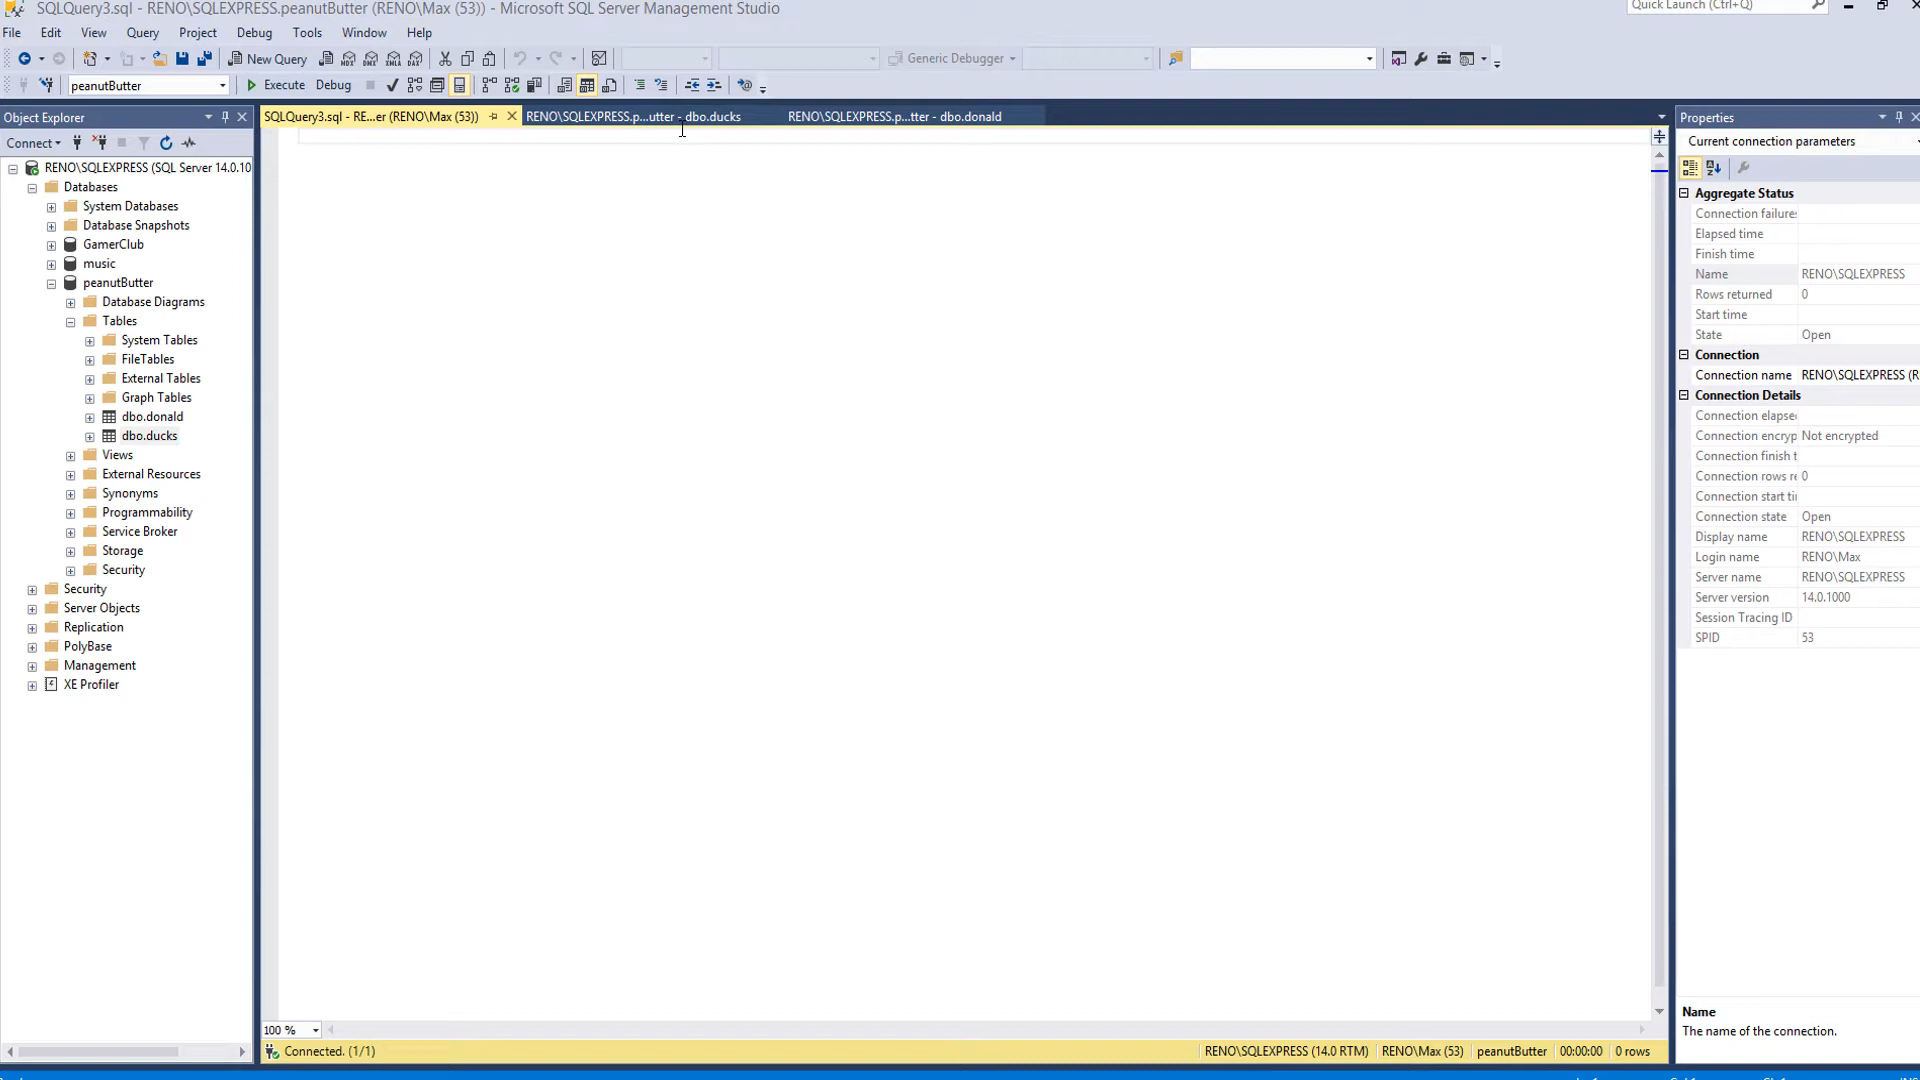 SQLQuery3.sql - RENO\SQLEXPRESS.peanutButter (RENO\Max (53)) - Microsoft SQL Server Management Studio
Quick Launch (Ctrl+Q)
File Edit View Query Project Debug Tools Window Help
New Query
Generic Debugger
peanutButter
Execute Debug
Object Explorer
SQLQuery3.sql - RE...er (RENO\Max (53))
RENO\SQLEXPRESS.p...utter - dbo.ducks
RENO\SQLEXPRESS.p...tter - dbo.donald
Properties
Connect
Current connection parameters
RENO\SQLEXPRESS (SQL Server 14.0.10
Databases
System Databases
Database Snapshots
GamerClub
music
peanutButter
Database Diagrams
Tables
System Tables
FileTables
External Tables
Graph Tables
dbo.donald
dbo.ducks
Views
External Resources
Synonyms
Programmability
Service Broker
Storage
Security
Security
Server Objects
Replication
PolyBase
Management
XE Profiler
Aggregate Status
Connection failures
Elapsed time
Finish time
Name RENO\SQLEXPRESS
Rows returned 0
Start time
State Open
Connection
Connection name RENO\SQLEXPRESS (R
Connection Details
Connection elapse
Connection encryp Not encrypted
Connection finish t
Connection rows re 0
Connection start ti
Connection state Open
Display name RENO\SQLEXPRESS
Login name RENO\Max
Server name RENO\SQLEXPRESS
Server version 14.0.1000
Session Tracing ID
SPID 53
Name
The name of the connection.
100 %
Connected. (1/1)
RENO\SQLEXPRESS (14.0 RTM) RENO\Max (53) peanutButter 00:00:00 0 rows